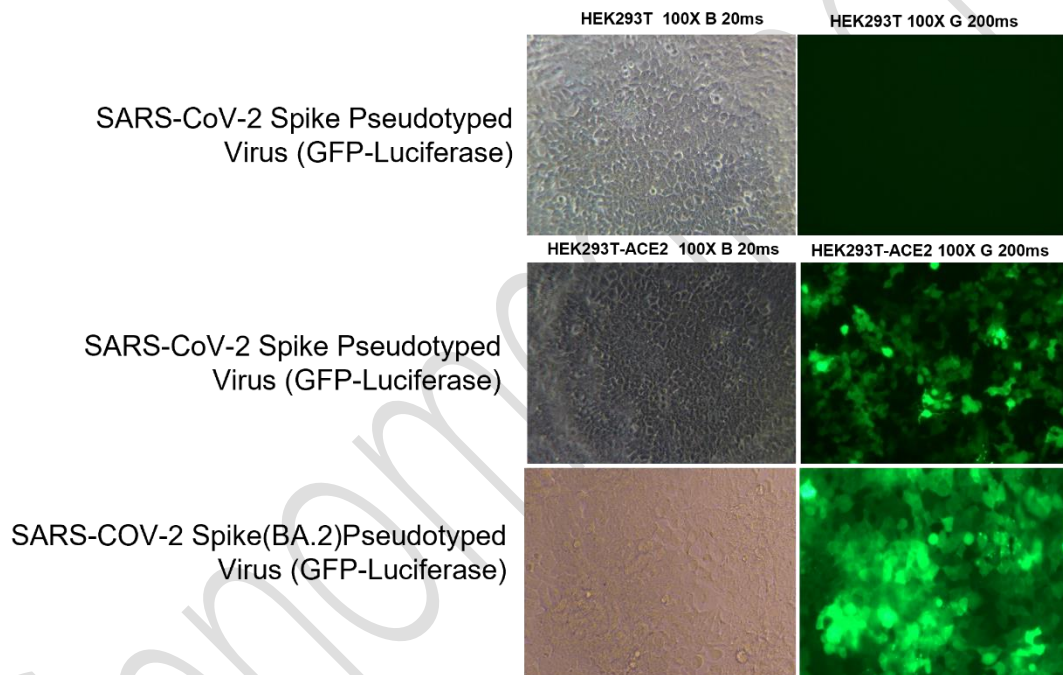 HEK293T 100X B 20ms
HEK293T 100X G 200ms
SARS-CoV-2 Spike Pseudotyped
Virus (GFP-Luciferase)
HEK293T-ACE2 100X B 20ms
HEK293T-ACE2 100X G 200ms
SARS-CoV-2 Spike Pseudotyped
Virus (GFP-Luciferase)
SARS-COV-2 Spike(BA.2)Pseudotyped
Virus (GFP-Luciferase)